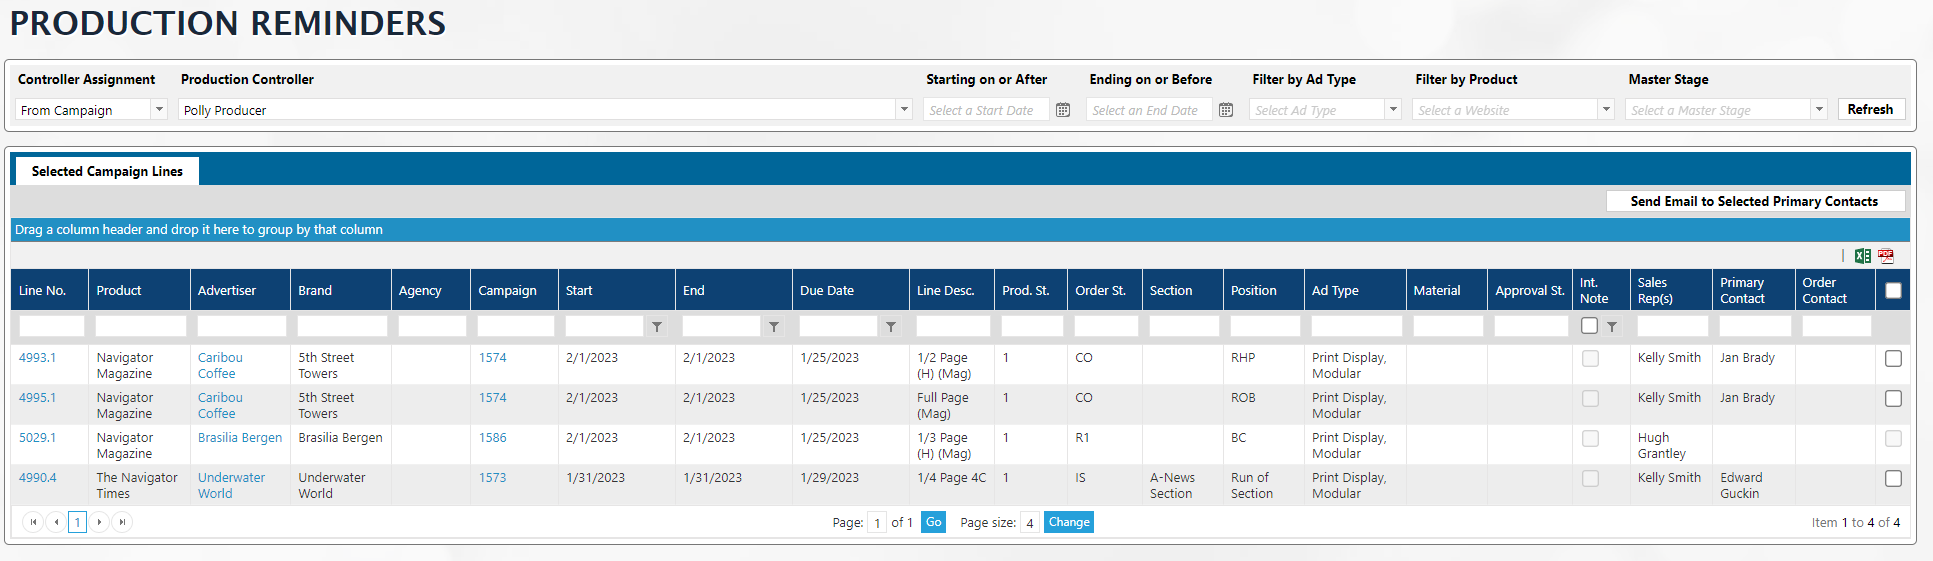 PRODUCTION REMINDERS
Controller Assignment Production Controller Starting on or After Ending on or Before Filter by Ad Type Filter by Product Master Stage
From Campaign Polly Producer Select a Start Date Select an End Date Select Ad Type Select a Website Select a Master Stage Refresh
Selected Campaign Lines
Send Email to Selected Primary Contacts
Drag a column header and drop it here to group by that column
PDF
Line No. Product Advertiser Brand Agency Campaign Start End Due Date Line Desc. Prod. St. Order St. Section Position Ad Type Material Approval St. Int. Note Sales Rep(s) Primary Contact Order Contact
4993.1 Navigator Caribou 5th Street 1574 2/1/2023 2/1/2023 1/25/2023 1/2 Page 1 CO RHP Print Display, Kelly Smith Jan Brady
Magazine Coffee Towers (H) (Mag) Modular
4995.1 Navigator Caribou 5th Street 1574 2/1/2023 2/1/2023 1/25/2023 Full Page 1 CO ROB Print Display, Kelly Smith Jan Brady
Magazine Coffee Towers (Mag) Modular
5029.1 Navigator Brasilia Bergen Brasilia Bergen 1586 2/1/2023 2/1/2023 1/25/2023 1/3 Page 1 R1 BC Print Display, Hugh
Magazine (H) (Mag) Modular Grantley
4990.4 The Navigator Underwater Underwater 1573 1/31/2023 1/31/2023 1/29/2023 1/4 Page 4C 1 IS A-News Run of Print Display, Kelly Smith Edward
Times World World Section Section Modular Guckin
1 Page: 1 of 1 Go Page size: 4 Change Item 1 to 4 of 4